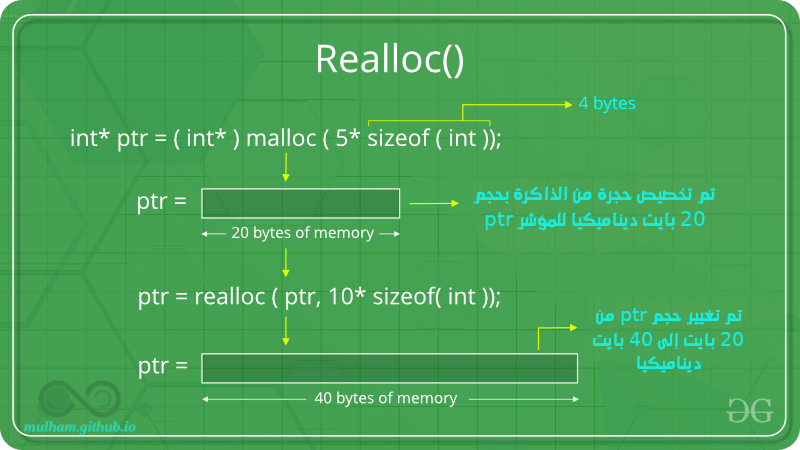 Realloc()
4 bytes
int* ptr = ( int* ) malloc ( 5* sizeof ( int ));
ptr =
تم تخصيص حجرة من الذاكرة بحجم
20 بايت ديناميكيا للمؤشر ptr
20 bytes of memory
ptr = realloc ( ptr, 10* sizeof( int ));
تم تغيير حجم ptr من
20 بايت إلى 40 بايت
ديناميكيا
ptr =
40 bytes of memory
mulham.github.io
GG